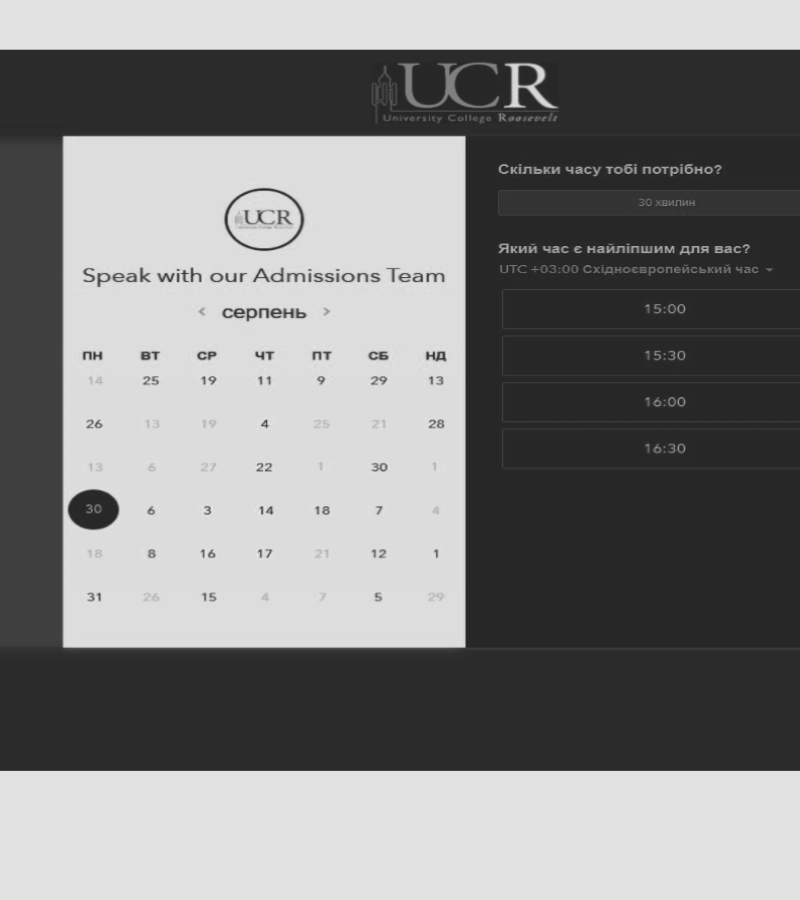 UCR
University College Roosevelt
UCR
Speak with our Admissions Team
< серпень >
ПН ВТ СР ЧТ ПТ СБ НД
14 25 19 11 9 29 13
26 13 19 4 25 21 28
13 6 27 22 1 30 1
30 6 3 14 18 7 4
18 8 16 17 21 12 1
31 26 15 4 7 5 29
Скільки часу тобі потрібно?
30 хвилин
Який час є найліпшим для вас?
UTC +03:00 Східноєвропейський час
15:00
15:30
16:00
16:30